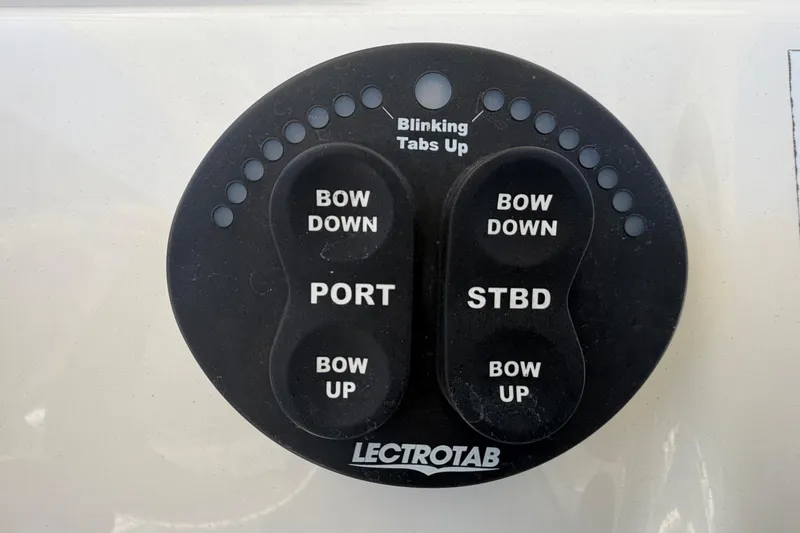 Blinking
Tabs Up
BOW
DOWN
BOW
DOWN
PORT
STBD
BOW
UP
BOW
UP
LECTROTAB